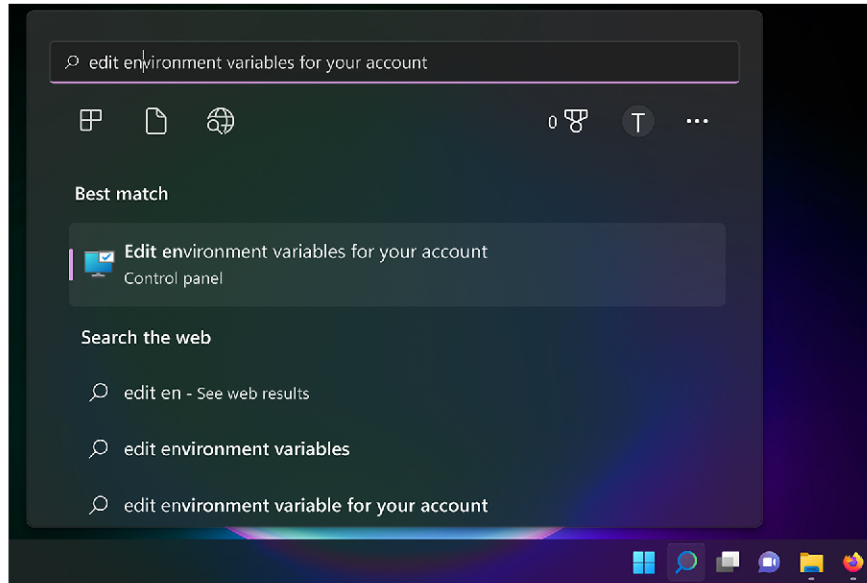 edit environment variables for your account
0 T ...
Best match
Edit environment variables for your account
Control panel
Search the web
edit en - See web results
edit environment variables
edit environment variable for your account